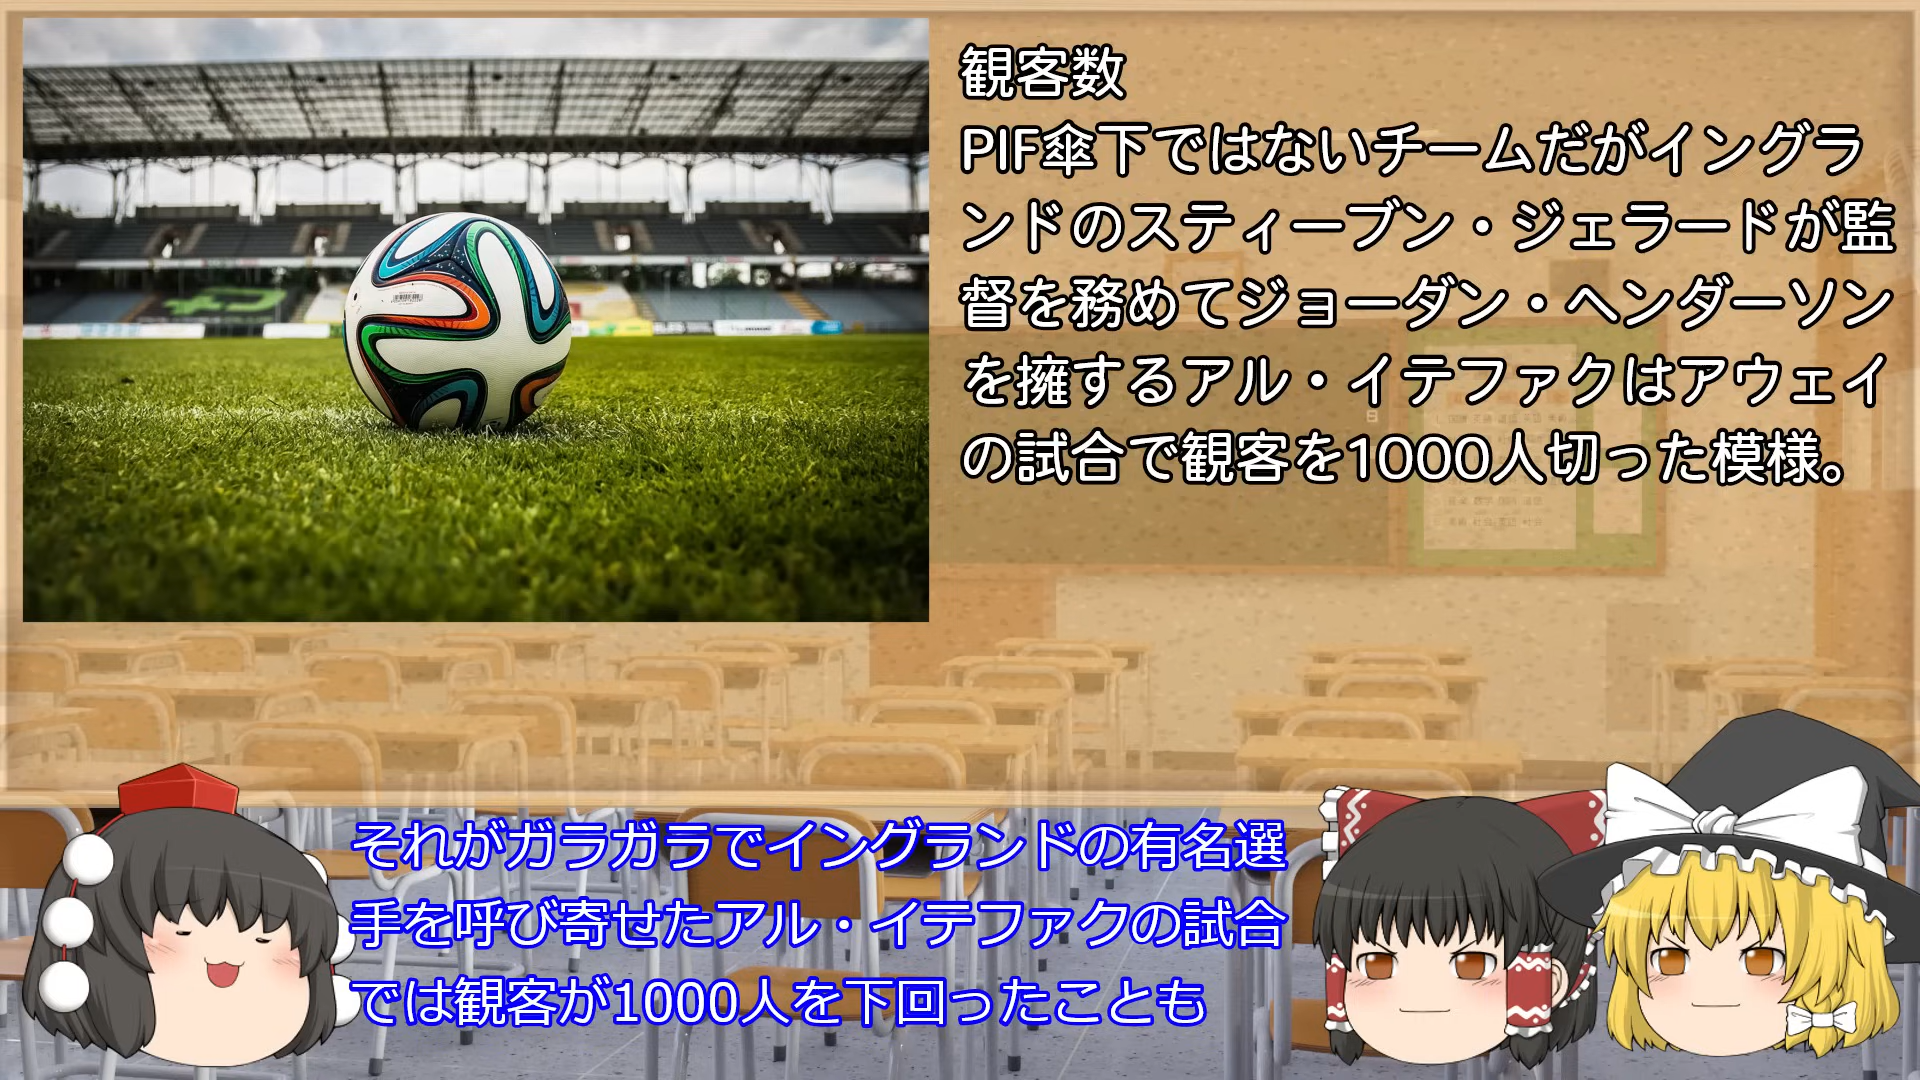 観客数
PIF傘下ではないチームだがイングラ
ンドのスティーブン・ジェラードが監
督を務めてジョーダン・ヘンダーソン
を擁するアル・イテファクはアウェイ
の試合で観客を1000人切った模様。
それがガラガラでイングランドの有名選
手を呼び寄せたアル・イテファクの試合
では観客が1000人を下回ったことも